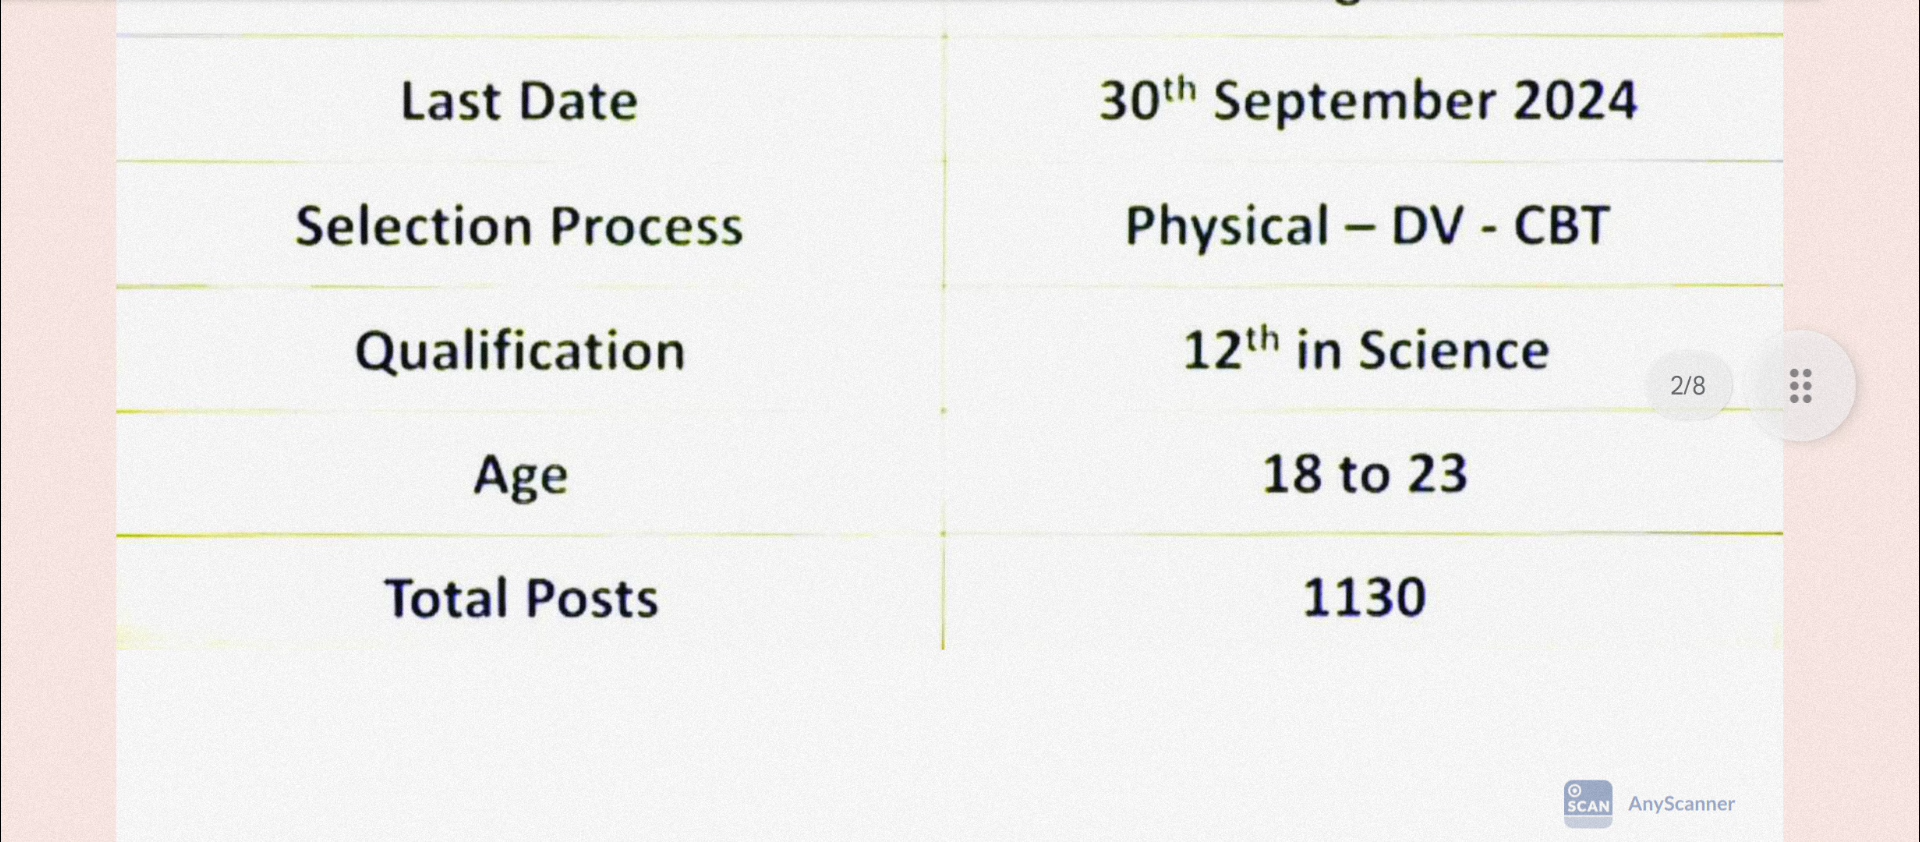 Last Date 30th September 2024
Selection Process Physical – DV - CBT
Qualification 12th in Science
2/8
Age 18 to 23
Total Posts 1130
SCAN AnyScanner